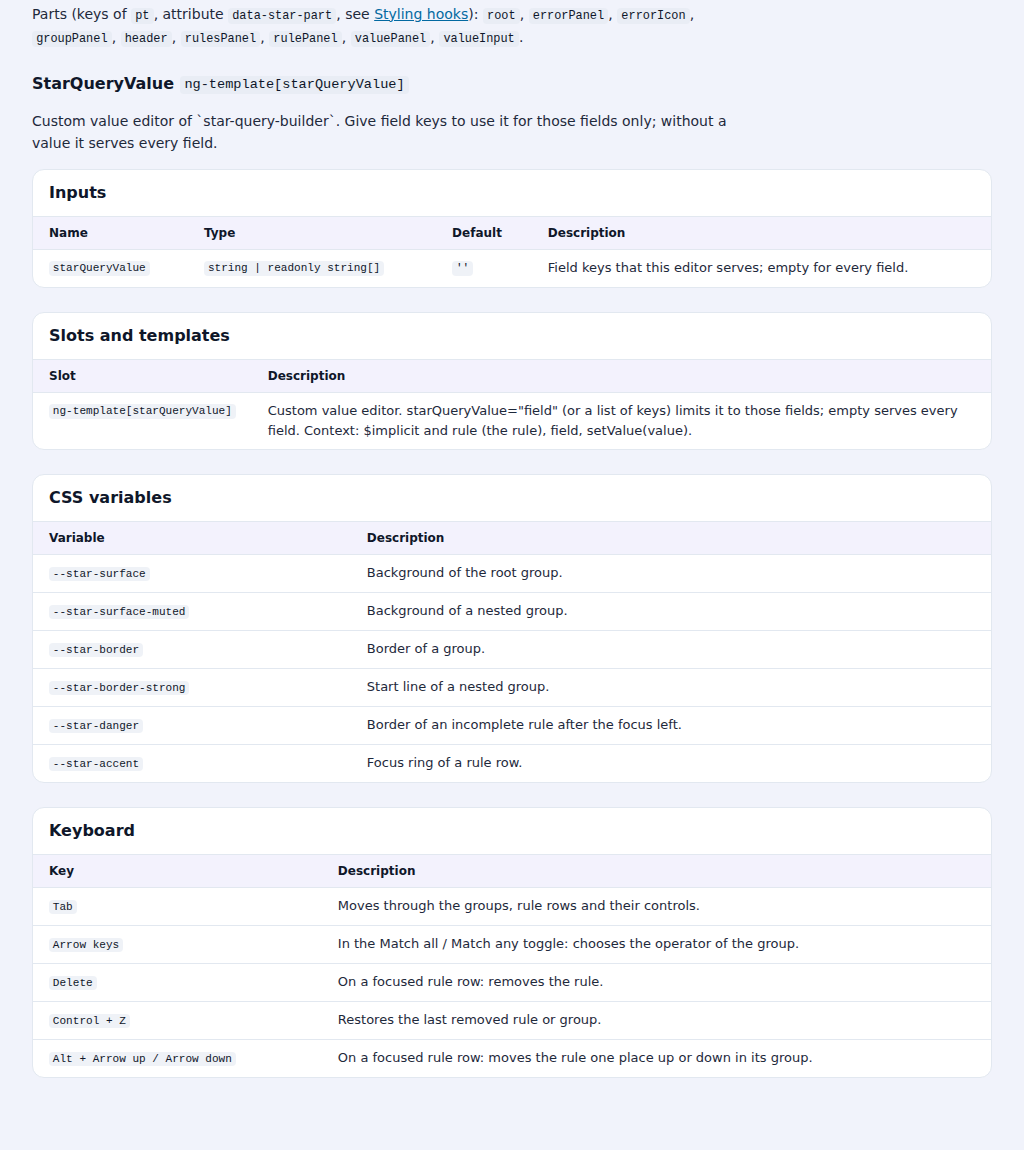 Parts (keys of pt, attribute data-star-part, see Styling hooks): root, errorPanel, errorIcon,
groupPanel, header, rulesPanel, rulePanel, valuePanel, valueInput.
StarQueryValue ng-template[starQueryValue]
Custom value editor of `star-query-builder`. Give field keys to use it for those fields only; without a
value it serves every field.
Inputs
Name Type Default Description
starQueryValue string | readonly string[] '' Field keys that this editor serves; empty for every field.
Slots and templates
Slot Description
ng-template[starQueryValue] Custom value editor. starQueryValue="field" (or a list of keys) limits it to those fields; empty serves every
field. Context: $implicit and rule (the rule), field, setValue(value).
CSS variables
Variable Description
--star-surface Background of the root group.
--star-surface-muted Background of a nested group.
--star-border Border of a group.
--star-border-strong Start line of a nested group.
--star-danger Border of an incomplete rule after the focus left.
--star-accent Focus ring of a rule row.
Keyboard
Key Description
Tab Moves through the groups, rule rows and their controls.
Arrow keys In the Match all / Match any toggle: chooses the operator of the group.
Delete On a focused rule row: removes the rule.
Control + Z Restores the last removed rule or group.
Alt + Arrow up / Arrow down On a focused rule row: moves the rule one place up or down in its group.